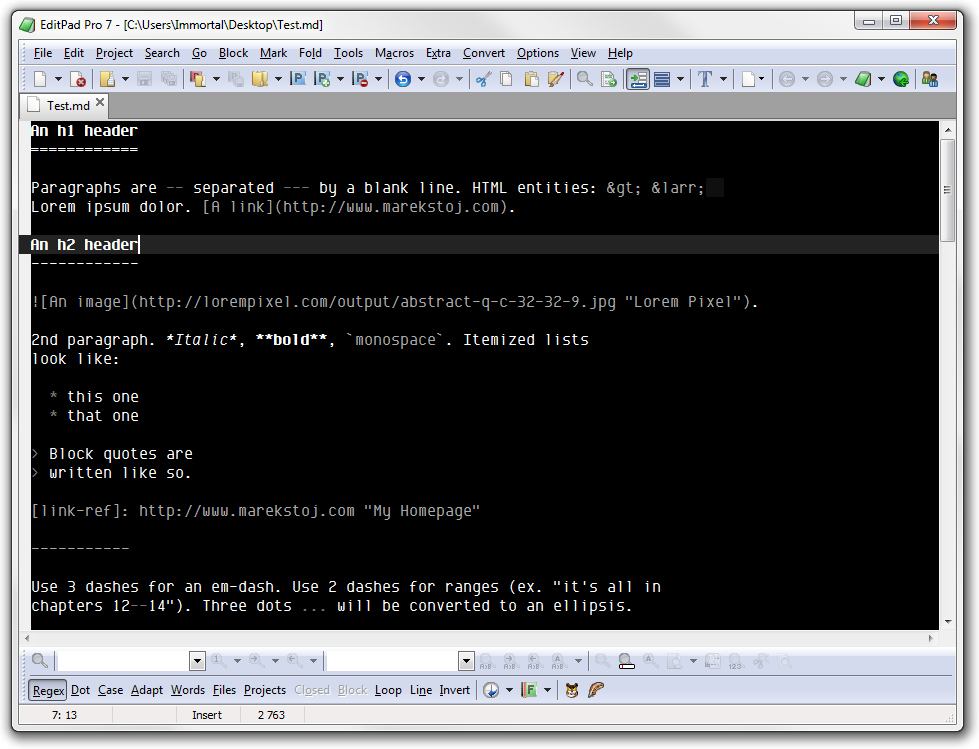 EditPad Pro 7 - [C:\Users\Immortal\Desktop\Test.md]
File Edit Project Search Go Block Mark Fold Tools Macros Extra Convert Options View Help
Test.md
An h1 header
============
Paragraphs are -- separated --- by a blank line. HTML entities: &gt; &larr;
Lorem ipsum dolor. [A link](http://www.marekstoj.com).
An h2 header
------------
![An image](http://lorempixel.com/output/abstract-q-c-32-32-9.jpg "Lorem Pixel").
2nd paragraph. *Italic*, **bold**, `monospace`. Itemized lists
look like:
* this one
* that one
> Block quotes are
> written like so.
[link-ref]: http://www.marekstoj.com "My Homepage"
-----------
Use 3 dashes for an em-dash. Use 2 dashes for ranges (ex. "it's all in
chapters 12--14"). Three dots ... will be converted to an ellipsis.
Regex Dot Case Adapt Words Files Projects Closed Block Loop Line Invert
7: 13 Insert 2 763